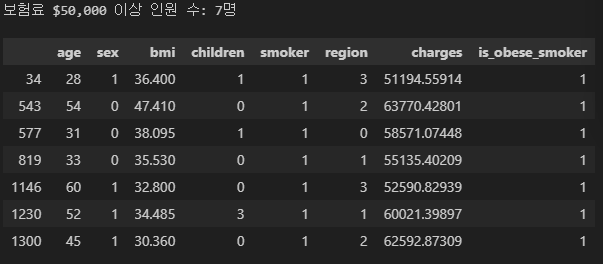 보험료 $50,000 이상 인원 수: 7명
age sex bmi children smoker region charges is_obese_smoker
34 28 1 36.400 1 1 3 51194.55914 1
543 54 0 47.410 0 1 2 63770.42801 1
577 31 0 38.095 1 1 0 58571.07448 1
819 33 0 35.530 0 1 1 55135.40209 1
1146 60 1 32.800 0 1 3 52590.82939 1
1230 52 1 34.485 3 1 1 60021.39897 1
1300 45 1 30.360 0 1 2 62592.87309 1